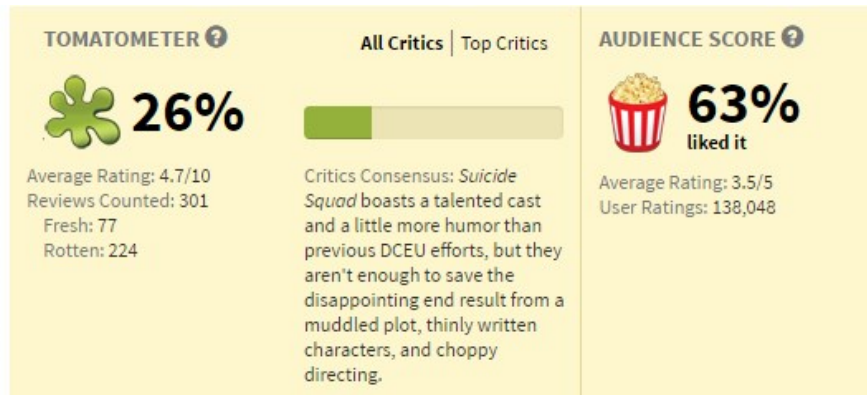 TOMATOMETER ?
26%
Average Rating: 4.7/10
Reviews Counted: 301
Fresh: 77
Rotten: 224
All Critics | Top Critics
Critics Consensus: Suicide
Squad boasts a talented cast
and a little more humor than
previous DCEU efforts, but they
aren't enough to save the
disappointing end result from a
muddled plot, thinly written
characters, and choppy
directing.
AUDIENCE SCORE ?
63%
liked it
Average Rating: 3.5/5
User Ratings: 138,048